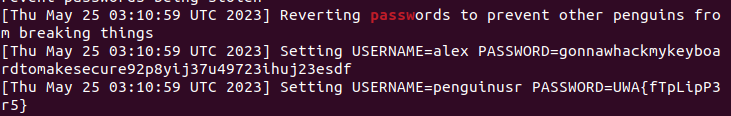 [Thu May 25 03:10:59 UTC 2023] Reverting passwords to prevent other penguins fro
m breaking things
[Thu May 25 03:10:59 UTC 2023] Setting USERNAME=alex PASSWORD=gonnawhackmykeyboa
rdtomakesecure92p8yij37u49723ihuj23esdf
[Thu May 25 03:10:59 UTC 2023] Setting USERNAME=penguinusr PASSWORD=UWA{fTpLipP3
r5}